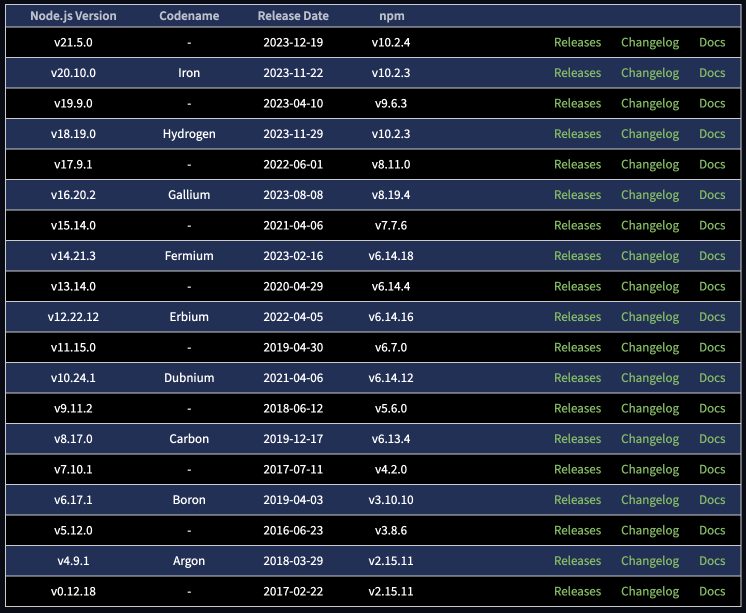 Node.js Version Codename Release Date npm
v21.5.0 - 2023-12-19 v10.2.4 Releases Changelog Docs
v20.10.0 Iron 2023-11-22 v10.2.3 Releases Changelog Docs
v19.9.0 - 2023-04-10 v9.6.3 Releases Changelog Docs
v18.19.0 Hydrogen 2023-11-29 v10.2.3 Releases Changelog Docs
v17.9.1 - 2022-06-01 v8.11.0 Releases Changelog Docs
v16.20.2 Gallium 2023-08-08 v8.19.4 Releases Changelog Docs
v15.14.0 - 2021-04-06 v7.7.6 Releases Changelog Docs
v14.21.3 Fermium 2023-02-16 v6.14.18 Releases Changelog Docs
v13.14.0 - 2020-04-29 v6.14.4 Releases Changelog Docs
v12.22.12 Erbium 2022-04-05 v6.14.16 Releases Changelog Docs
v11.15.0 - 2019-04-30 v6.7.0 Releases Changelog Docs
v10.24.1 Dubnium 2021-04-06 v6.14.12 Releases Changelog Docs
v9.11.2 - 2018-06-12 v5.6.0 Releases Changelog Docs
v8.17.0 Carbon 2019-12-17 v6.13.4 Releases Changelog Docs
v7.10.1 - 2017-07-11 v4.2.0 Releases Changelog Docs
v6.17.1 Boron 2019-04-03 v3.10.10 Releases Changelog Docs
v5.12.0 - 2016-06-23 v3.8.6 Releases Changelog Docs
v4.9.1 Argon 2018-03-29 v2.15.11 Releases Changelog Docs
v0.12.18 - 2017-02-22 v2.15.11 Releases Changelog Docs